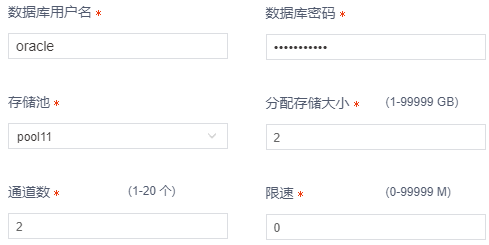 数据库用户名 * 数据库密码 *
oracle •••••••••••
存储池 * 分配存储大小 * (1-99999 GB)
pool11 2
通道数 * (1-20 个) 限速 * (0-99999 M)
2 0